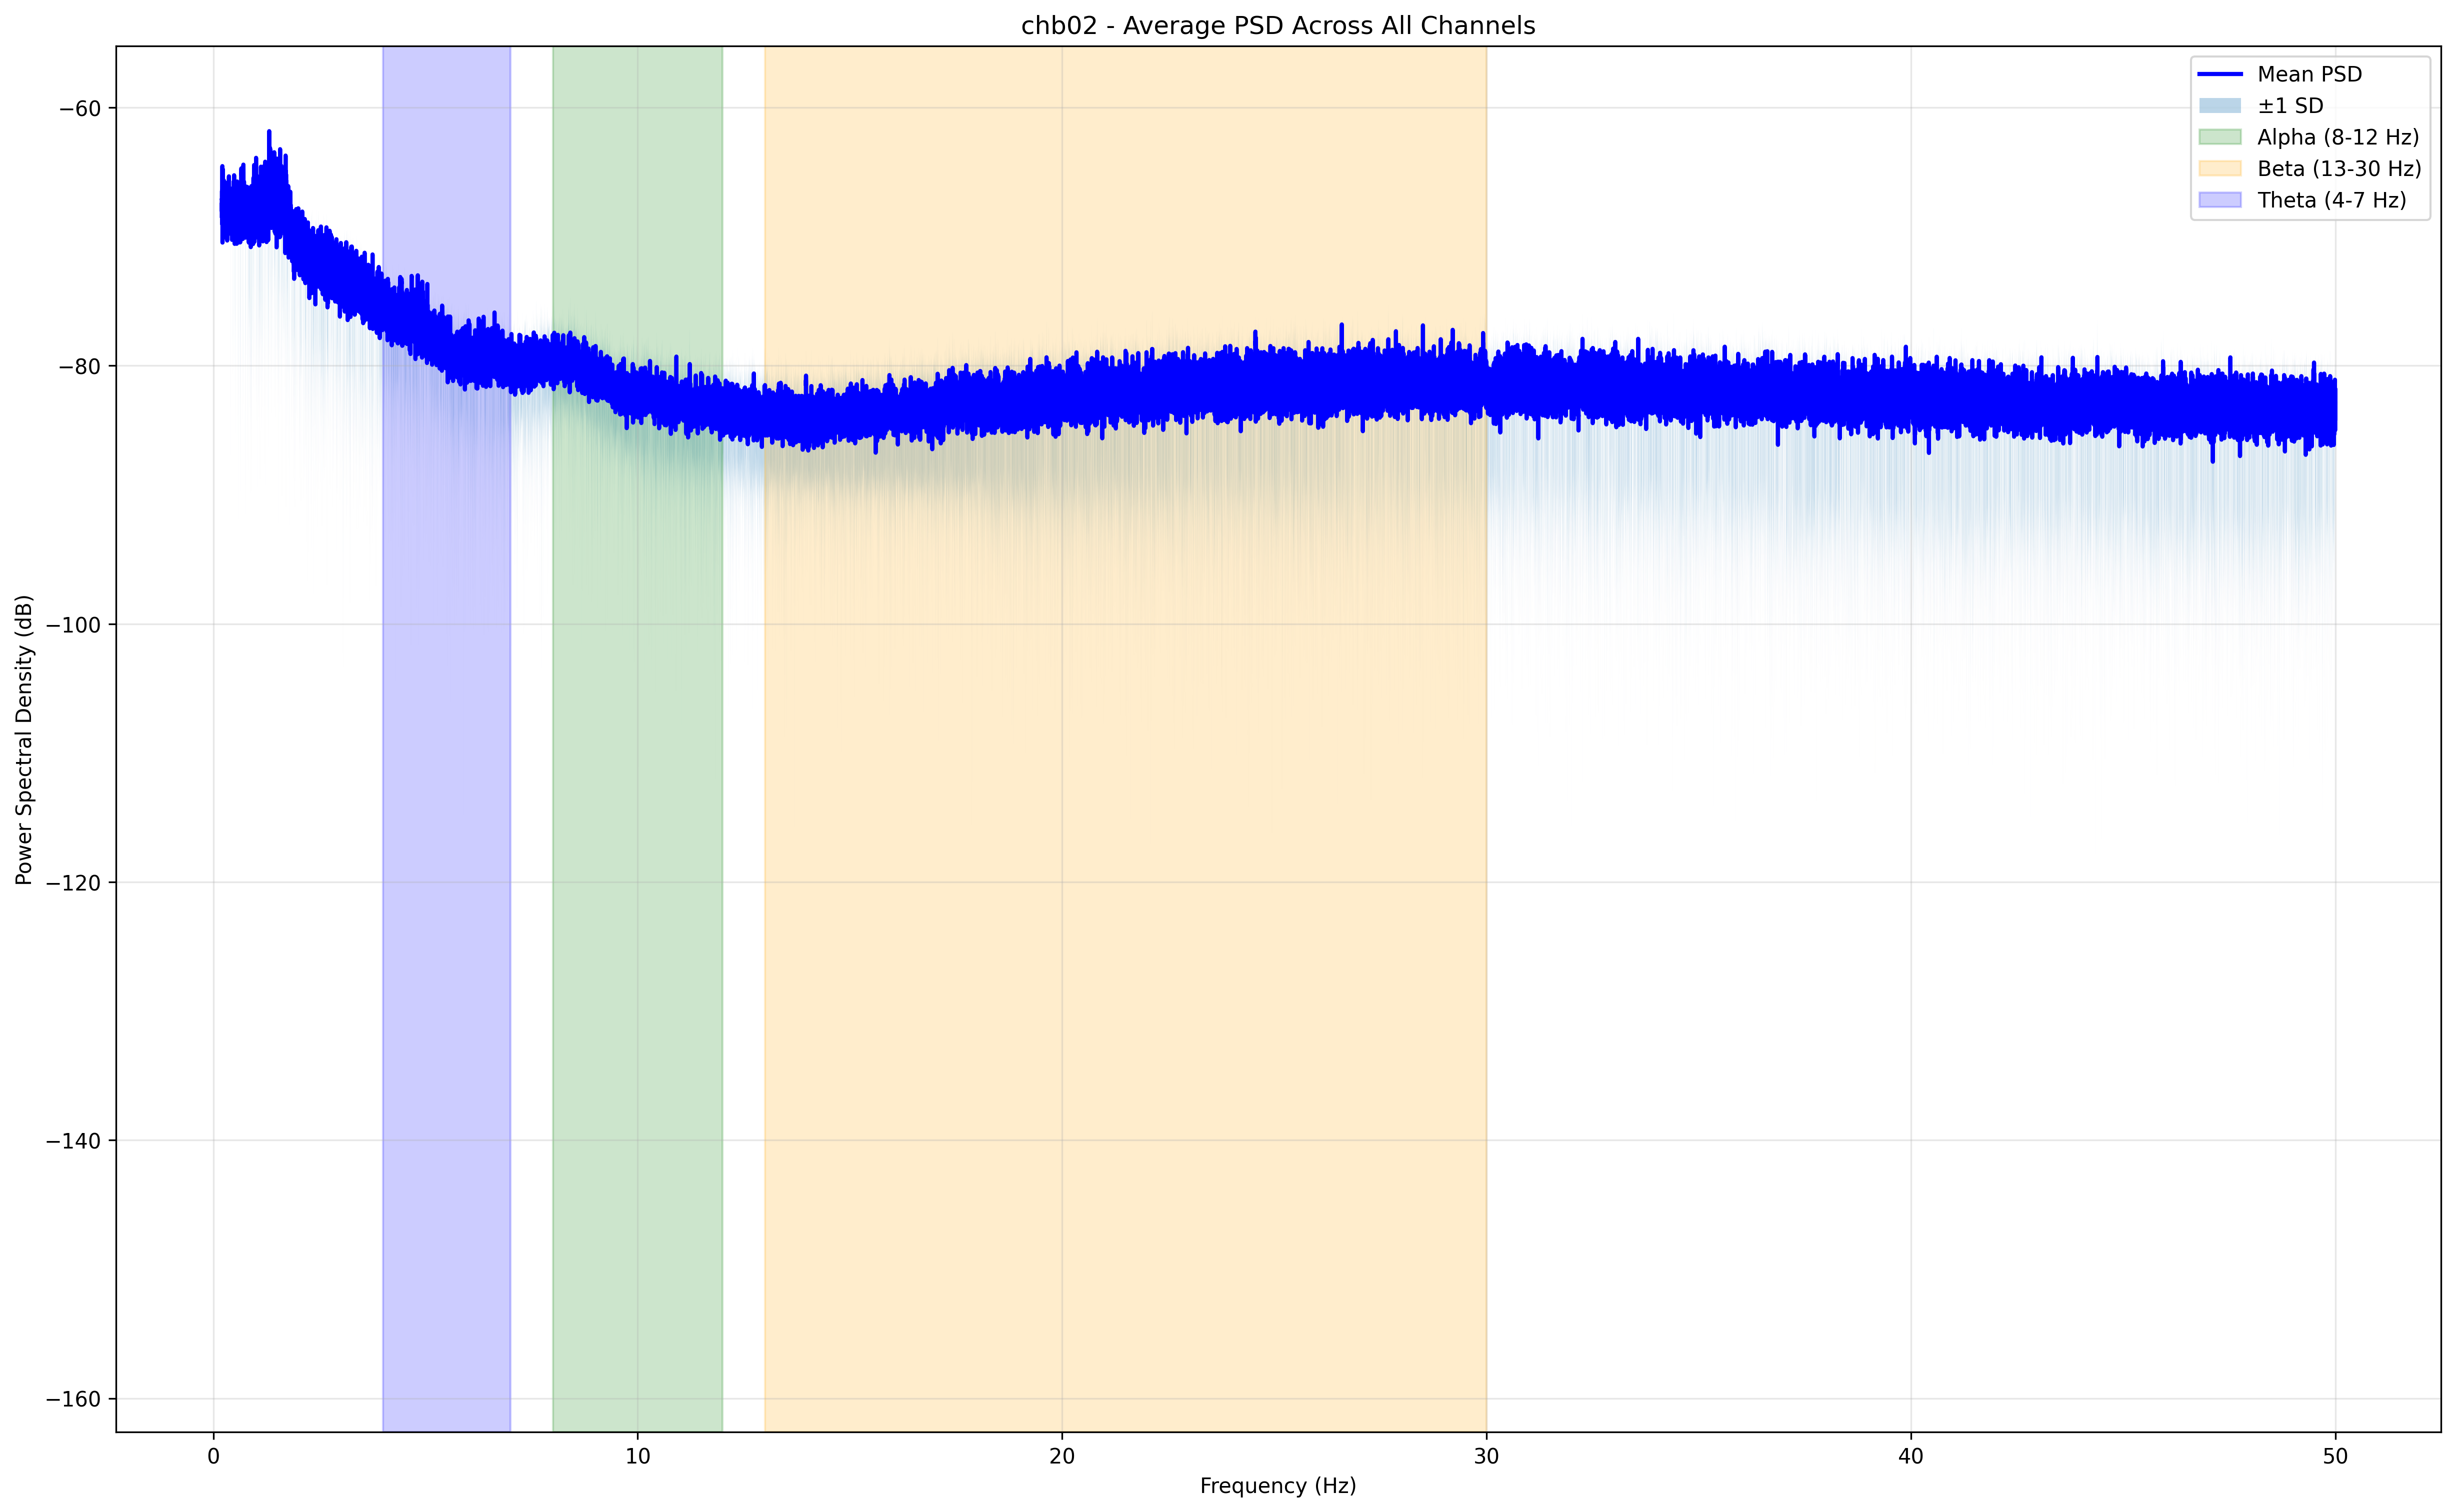 chb02 - Average PSD Across All Channels
Mean PSD
±1 SD
Alpha (8-12 Hz)
Beta (13-30 Hz)
Theta (4-7 Hz)
Power Spectral Density (dB)
−60
−80
−100
−120
−140
−160
0 10 20 30 40 50
Frequency (Hz)